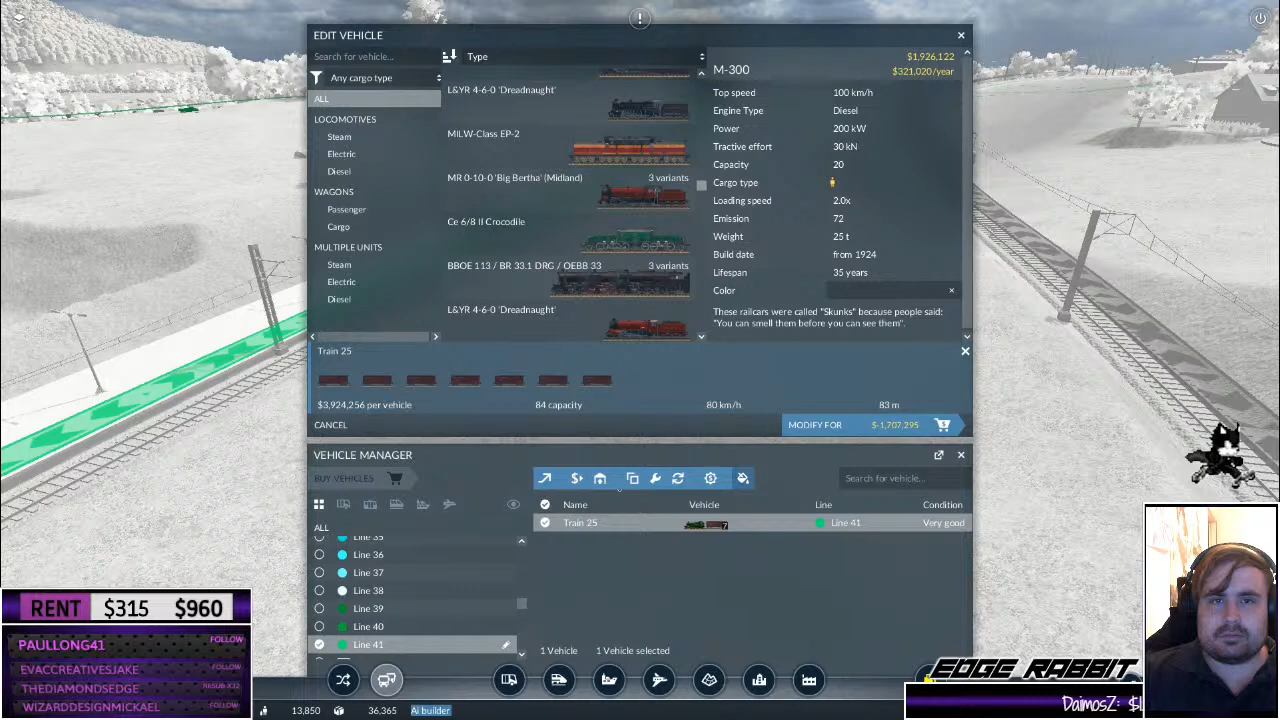 EDIT VEHICLE
Search for vehicle...
Type
Any cargo type
ALL
LOCOMOTIVES
Steam
Electric
Diesel
WAGONS
Passenger
Cargo
MULTIPLE UNITS
Steam
Electric
Diesel
L&YR 4-6-0 'Dreadnaught'
MILW-Class EP-2
MR 0-10-0 'Big Bertha' (Midland) 3 variants
Ce 6/8 II Crocodile
BBOE 113 / BR 33.1 DRG / OEBB 33 3 variants
L&YR 4-6-0 'Dreadnaught'
$1,926,122
M-300
$321,020/year
Top speed 100 km/h
Engine Type Diesel
Power 200 kW
Tractive effort 30 kN
Capacity 20
Cargo type
Loading speed 2.0x
Emission 72
Weight 25 t
Build date from 1924
Lifespan 35 years
Color
These railcars were called "Skunks" because people said:
"You can smell them before you can see them".
Train 25
$3,924,256 per vehicle 84 capacity 80 km/h 83 m
CANCEL
MODIFY FOR $-1,707,295
VEHICLE MANAGER
BUY VEHICLES
Search for vehicle...
ALL
Line 35
Line 36
Line 37
Line 38
Line 39
Line 40
Line 41
Name Vehicle Line Condition
Train 25 7 Line 41 Very good
1 Vehicle 1 Vehicle selected
13,850 36,365 Ai builder
RENT $315 $960
PAULLONG41 FOLLOW
EVACCREATIVESJAKE FOLLOW
THEDIAMONDSEDGE RESUB X32
WIZARDDESIGNMICKAEL FOLLOW
EDGE RABBIT
DaimosZ: